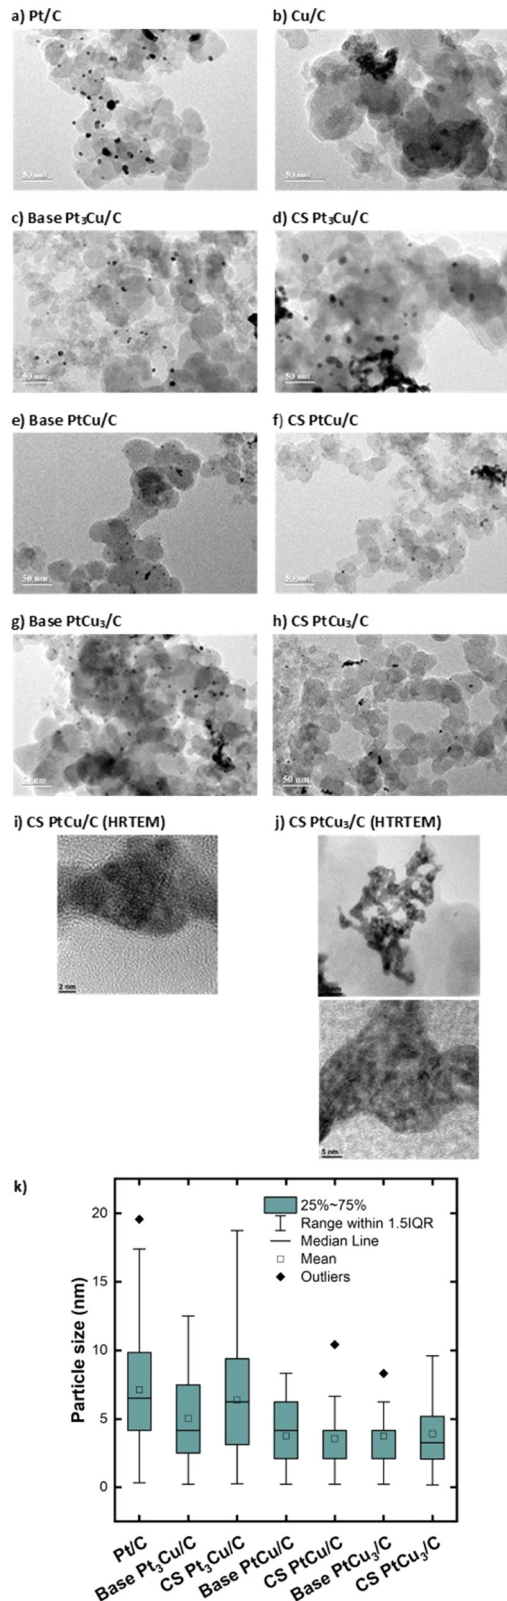 a) Pt/C
b) Cu/C
50 nm
50 nm
c) Base Pt₃Cu/C
d) CS Pt₃Cu/C
50 nm
50 nm
e) Base PtCu/C
f) CS PtCu/C
50 nm
50 nm
g) Base PtCu₃/C
h) CS PtCu₃/C
50 nm
i) CS PtCu/C (HRTEM)
j) CS PtCu₃/C (HTRTEM)
2 nm
5 nm
k)
25%~75%
Range within 1.5IQR
Median Line
Mean
Outliers
Particle size (nm)
20
15
10
5
0
Pt/C
Base Pt₃Cu/C
CS Pt₃Cu/C
Base PtCu/C
CS PtCu/C
Base PtCu₃/C
CS PtCu₃/C